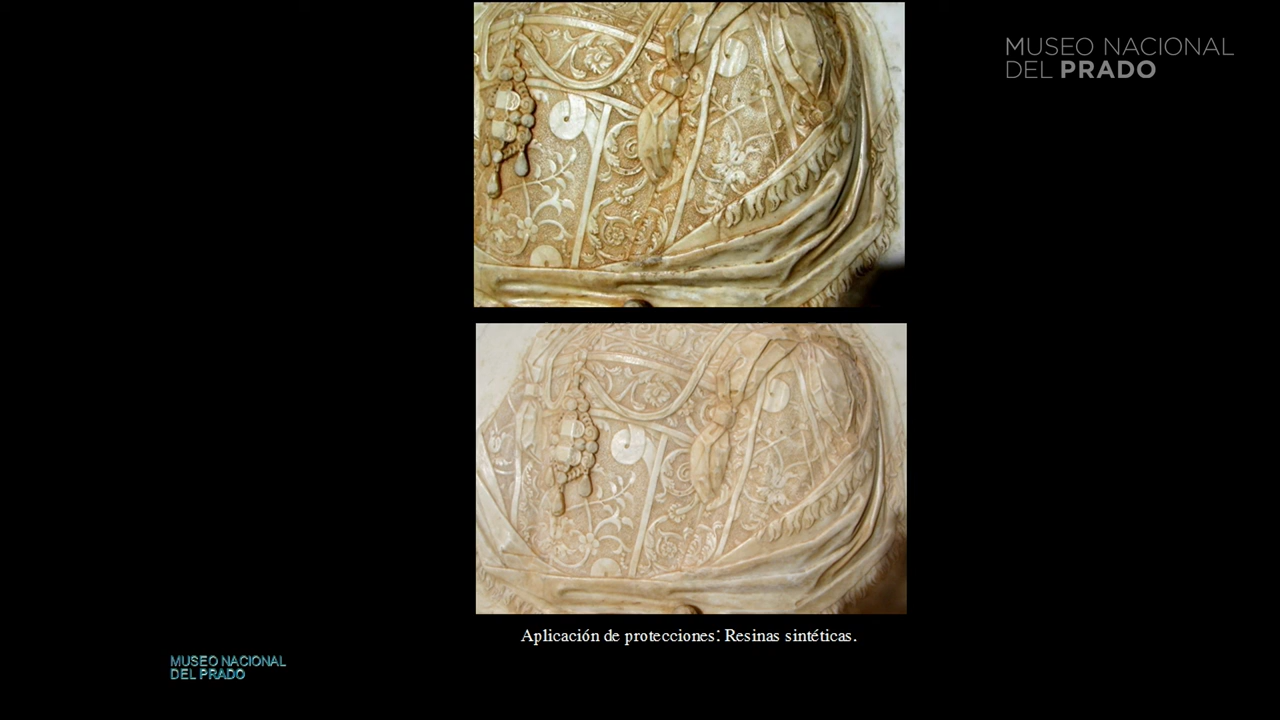 MUSEO NACIONAL
DEL PRADO
Aplicación de protecciones: Resinas sintéticas.
MUSEO NACIONAL
DEL PRADO